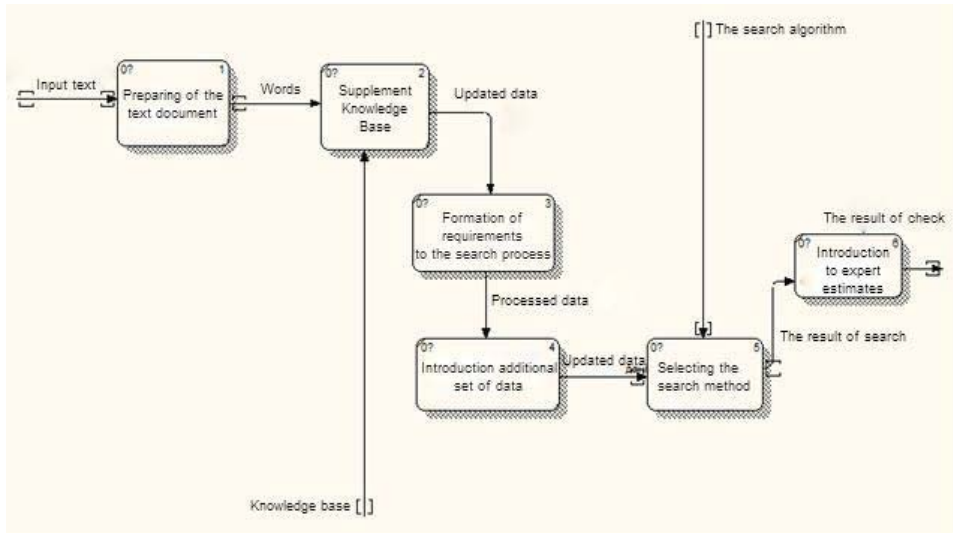 [ ] The search algorithm
Input text
0? 1
Preparing of the
text document
Words
0? 2
Supplement
Knowledge
Base
Updated data
0? 3
Formation of
requirements
to the search process
The result of check
0? 6
Introduction
to expert
estimates
Processed data
The result of search
0? 4
Introduction additional
set of data
Updated data
0? 5
Selecting the
search method
Knowledge base [ ]